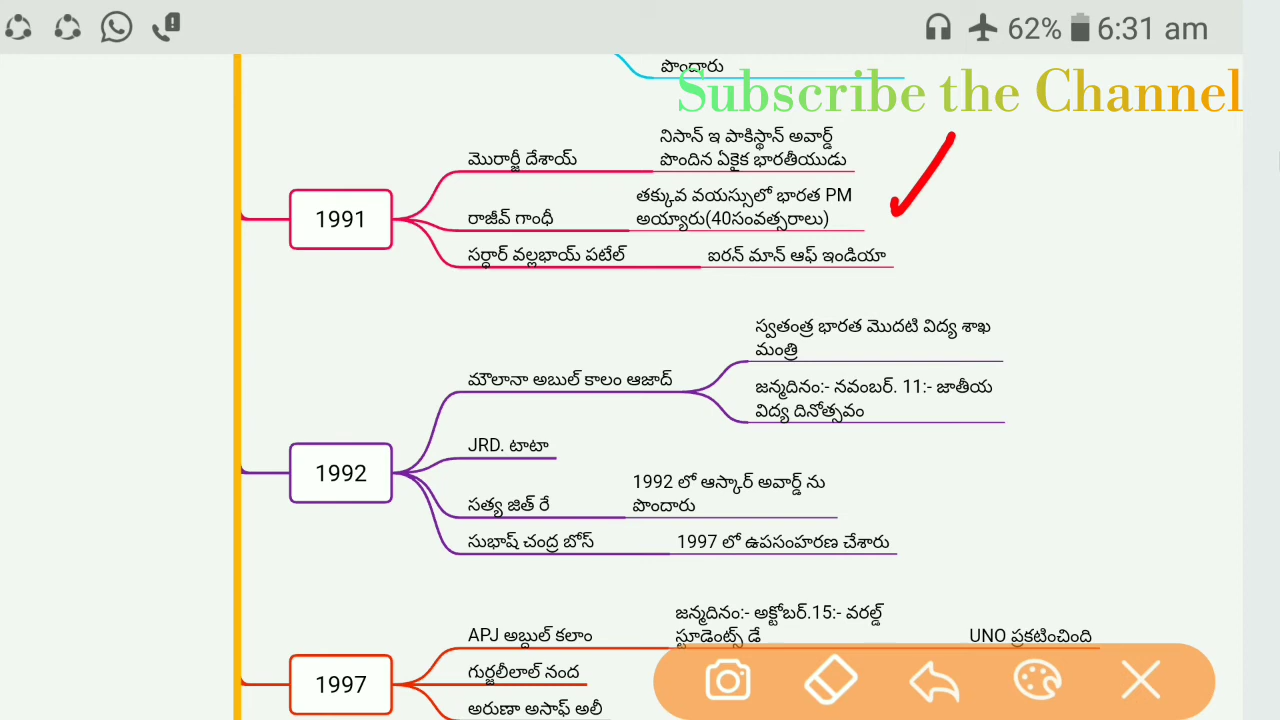 62% 6:31 am
పొందారు
Subscribe the Channel
1991
మొరార్జీ దేశాయ్
నిసాన్ ఇ పాకిస్థాన్ అవార్డ్
పొందిన ఏకైక భారతీయుడు
రాజీవ్ గాంధీ
తక్కువ వయస్సులో భారత PM
అయ్యారు(40సంవత్సరాలు)
సర్ధార్ వల్లభాయ్ పటేల్
ఐరన్ మాన్ ఆఫ్ ఇండియా
1992
మౌలానా అబుల్ కాలం ఆజాద్
స్వతంత్ర భారత మొదటి విద్య శాఖ
మంత్రి
జన్మదినం:- నవంబర్. 11:- జాతీయ
విద్య దినోత్సవం
JRD. టాటా
సత్య జిత్ రే
1992 లో ఆస్కార్ అవార్డ్ ను
పొందారు
సుభాష్ చంద్ర బోస్
1997 లో ఉపసంహరణ చేశారు
1997
APJ అబ్దుల్ కలాం
జన్మదినం:- అక్టోబర్.15:- వరల్డ్
స్టూడెంట్స్ డే
UNO ప్రకటించింది
గుర్జలీలాల్ నంద
అరుణా అసాఫ్ అలీ